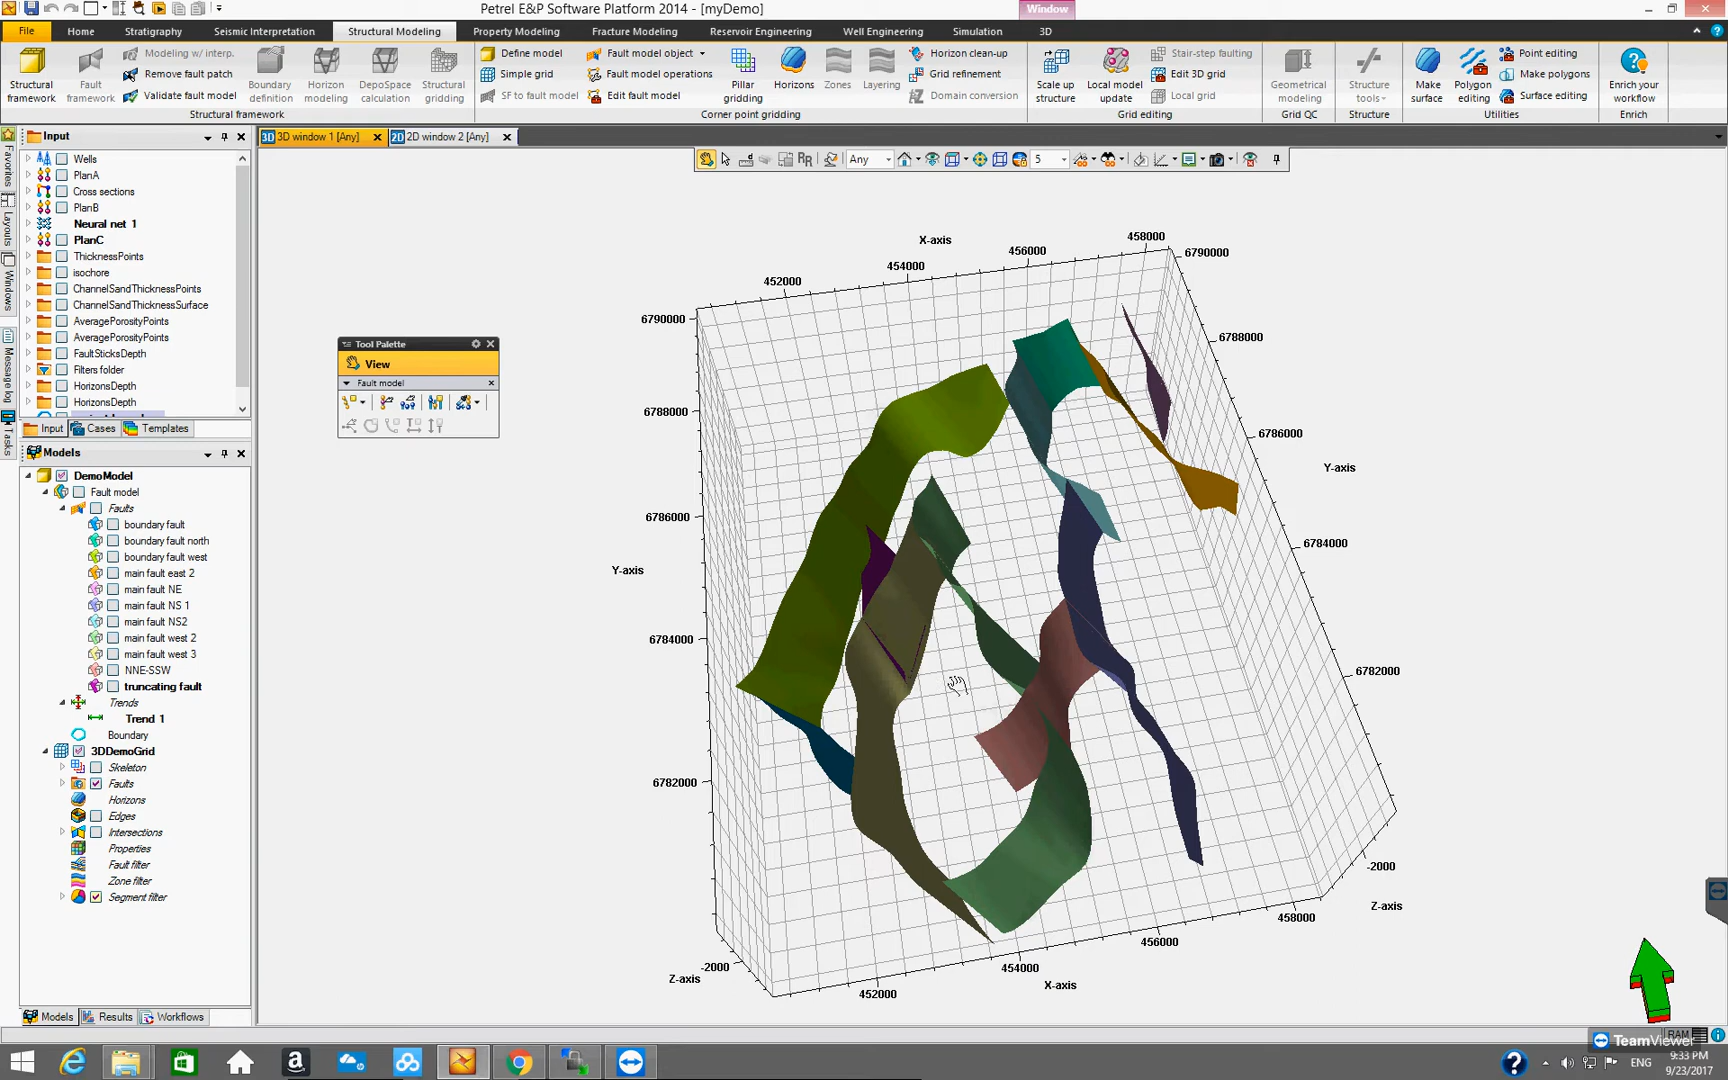 Petrel E&P Software Platform 2014 - [myDemo]
Window
File
Home
Stratigraphy
Seismic Interpretation
Structural Modeling
Property Modeling
Fracture Modeling
Reservoir Engineering
Well Engineering
Simulation
3D
Structural framework
Fault framework
Modeling w/ interp.
Remove fault patch
Validate fault model
Boundary definition
Horizon modeling
DepoSpace calculation
Structural gridding
Structural framework
Define model
Simple grid
SF to fault model
Fault model object
Fault model operations
Edit fault model
Pillar gridding
Horizons
Zones
Layering
Horizon clean-up
Grid refinement
Domain conversion
Corner point gridding
Scale up structure
Local model update
Stair-step faulting
Edit 3D grid
Local grid
Grid editing
Geometrical modeling
Grid QC
Structure tools
Structure
Make surface
Polygon editing
Point editing
Make polygons
Surface editing
Utilities
Enrich your workflow
Enrich
Favorites
Layouts
Windows
Message log
Tasks
Input
Wells
PlanA
Cross sections
PlanB
Neural net 1
PlanC
ThicknessPoints
isochore
ChannelSandThicknessPoints
ChannelSandThicknessSurface
AveragePorosityPoints
AveragePorosityPoints
FaultSticksDepth
Filters folder
HorizonsDepth
HorizonsDepth
Input
Cases
Templates
Models
DemoModel
Fault model
Faults
boundary fault
boundary fault north
boundary fault west
main fault east 2
main fault NE
main fault NS 1
main fault NS2
main fault west 2
main fault west 3
NNE-SSW
truncating fault
Trends
Trend 1
Boundary
3DDemoGrid
Skeleton
Faults
Horizons
Edges
Intersections
Properties
Fault filter
Zone filter
Segment filter
Models
Results
Workflows
3D 3D window 1 [Any]
2D 2D window 2 [Any]
Any
5
Tool Palette
View
Fault model
X-axis
452000
454000
456000
458000
6790000
6790000
6788000
6788000
6786000
6786000
Y-axis
Y-axis
6784000
6784000
6782000
6782000
-2000
Z-axis
458000
456000
454000
X-axis
452000
-2000
Z-axis
RAM
TeamViewer
ENG
9:33 PM
9/23/2017